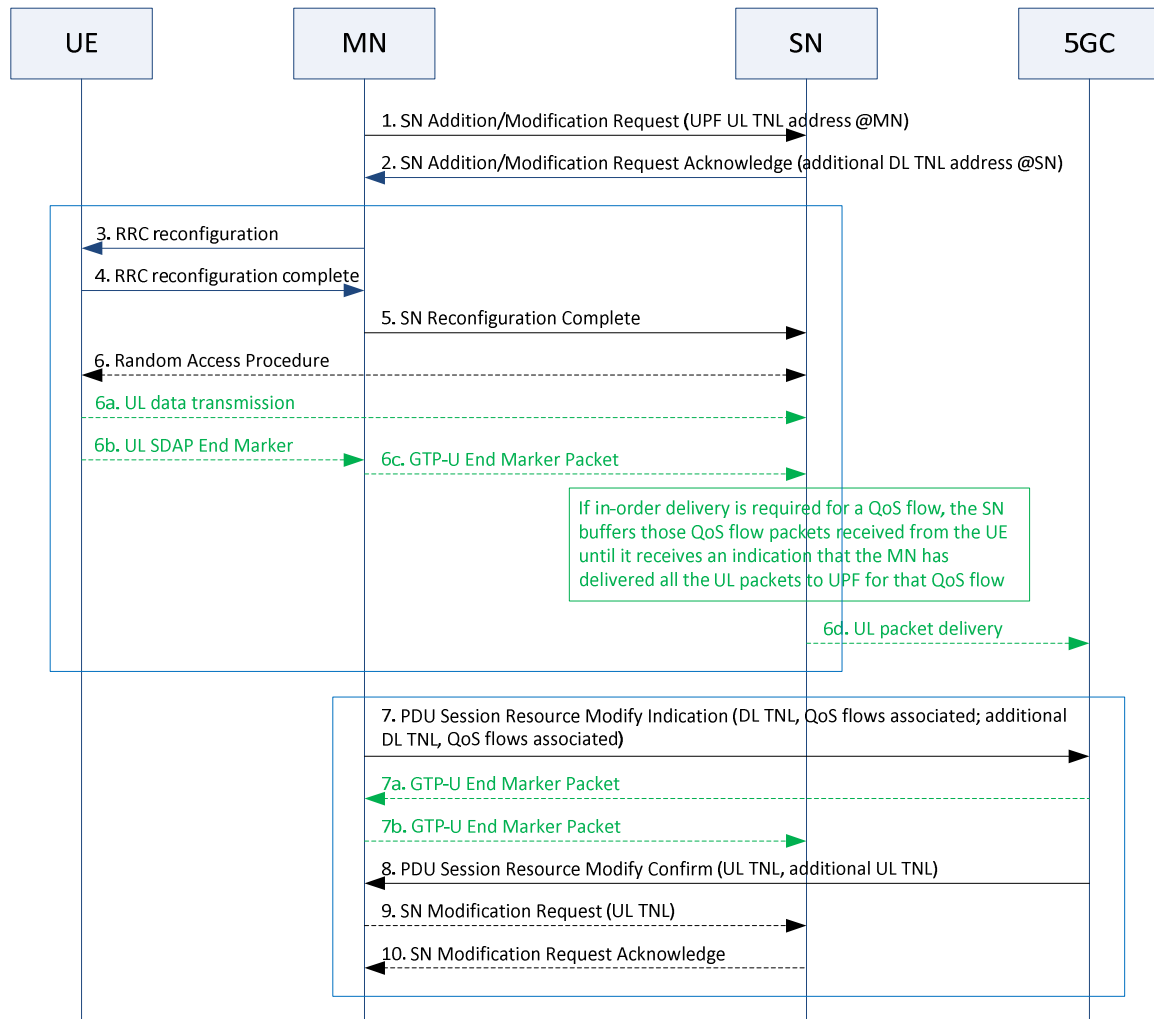 UE
MN
SN
5GC
1. SN Addition/Modification Request (UPF UL TNL address @MN)
2. SN Addition/Modification Request Acknowledge (additional DL TNL address @SN)
3. RRC reconfiguration
4. RRC reconfiguration complete
5. SN Reconfiguration Complete
6. Random Access Procedure
6a. UL data transmission
6b. UL SDAP End Marker
6c. GTP-U End Marker Packet
If in-order delivery is required for a QoS flow, the SN
buffers those QoS flow packets received from the UE
until it receives an indication that the MN has
delivered all the UL packets to UPF for that QoS flow
6d. UL packet delivery
7. PDU Session Resource Modify Indication (DL TNL, QoS flows associated; additional
DL TNL, QoS flows associated)
7a. GTP-U End Marker Packet
7b. GTP-U End Marker Packet
8. PDU Session Resource Modify Confirm (UL TNL, additional UL TNL)
9. SN Modification Request (UL TNL)
10. SN Modification Request Acknowledge